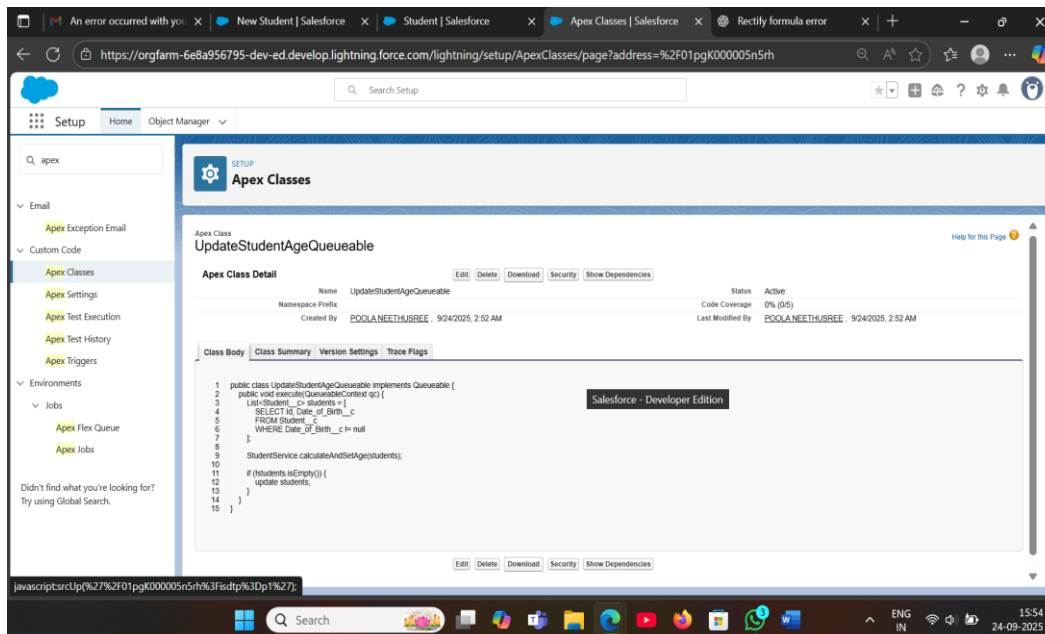 An error occurred with you
New Student | Salesforce
Student | Salesforce
Apex Classes | Salesforce
Rectify formula error
https://orgfarm-6e8a956795-dev-ed.develop.lightning.force.com/lightning/setup/ApexClasses/page?address=%2F01pgK000005n5rh
Search Setup
Setup
Home
Object Manager
apex
SETUP
Apex Classes
Email
Apex Exception Email
Custom Code
Apex Classes
Apex Settings
Apex Test Execution
Apex Test History
Apex Triggers
Environments
Jobs
Apex Flex Queue
Apex Jobs
Didn't find what you're looking for?
Try using Global Search.
Apex Class
UpdateStudentAgeQueueable
Help for this Page
Apex Class Detail
Edit Delete Download Security Show Dependencies
Name UpdateStudentAgeQueueable Status Active
Namespace Prefix Code Coverage 0% (0/5)
Created By POOLA NEETHUSREE , 9/24/2025, 2:52 AM Last Modified By POOLA NEETHUSREE , 9/24/2025, 2:52 AM
Class Body Class Summary Version Settings Trace Flags
1 public class UpdateStudentAgeQueueable implements Queueable {
2 public void execute(QueueableContext qc) {
3 List<Student__c> students = [
4 SELECT Id, Date_of_Birth__c
5 FROM Student__c
6 WHERE Date_of_Birth__c != null
7 ];
8
9 StudentService.calculateAndSetAge(students);
10
11 if (!students.isEmpty()) {
12 update students;
13 }
14 }
15 }
Salesforce - Developer Edition
Edit Delete Download Security Show Dependencies
javascript:srcUp(%27%2F01pgK000005n5rh%3Fisdtp%3Dp1%27);
Search
3
ENG
IN
15:54
24-09-2025